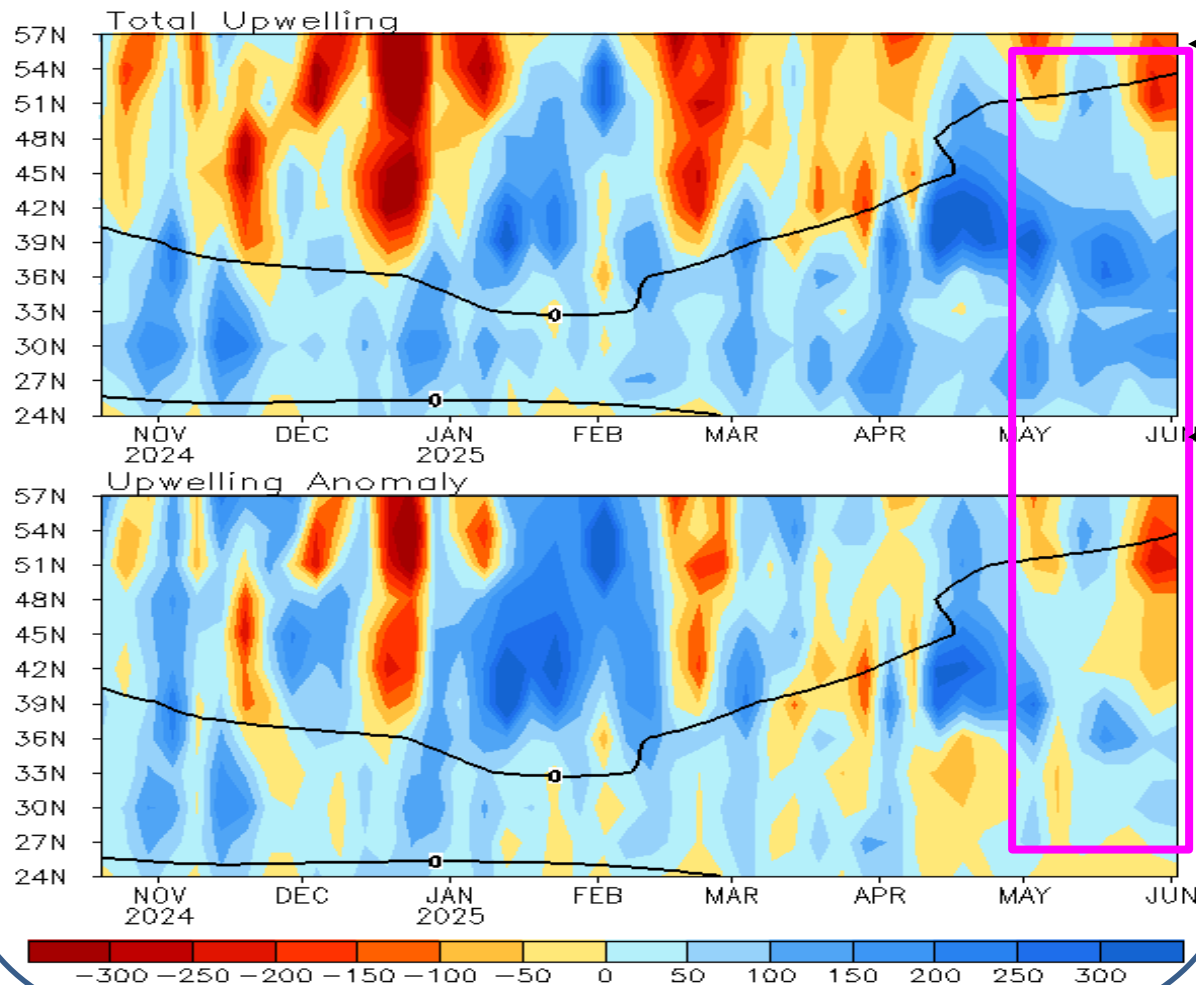 Total Upwelling
57N
54N
51N
48N
45N
42N
39N
36N
33N
30N
27N
24N
0
0
NOV DEC JAN FEB MAR APR MAY JUN
2024 2025
Upwelling Anomaly
57N
54N
51N
48N
45N
42N
39N
36N
33N
30N
27N
24N
0
0
NOV DEC JAN FEB MAR APR MAY JUN
2024 2025
-300 -250 -200 -150 -100 -50 0 50 100 150 200 250 300